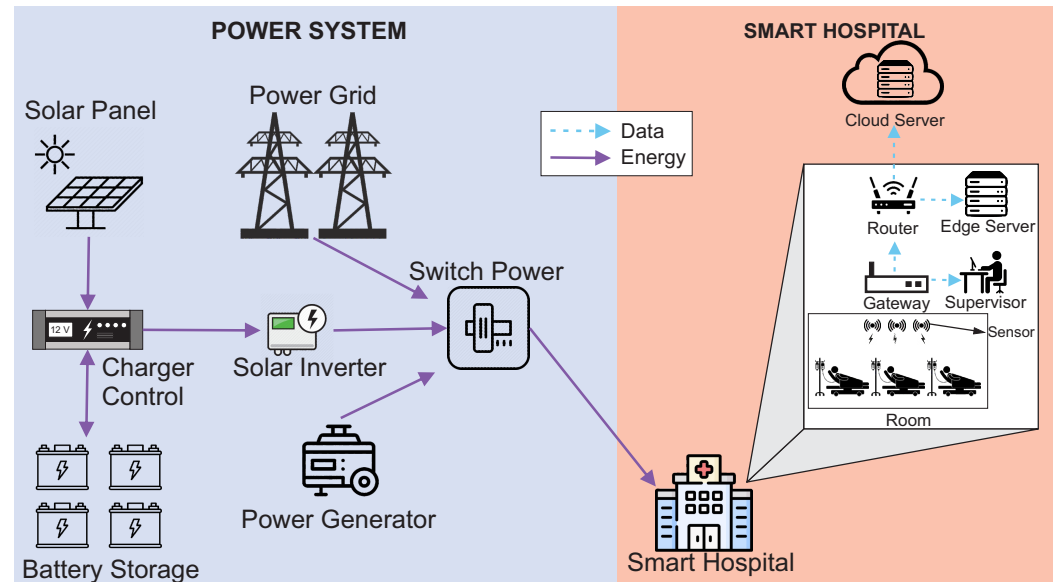 POWER SYSTEM
SMART HOSPITAL
Solar Panel
Power Grid
Data
Energy
Cloud Server
Router
Edge Server
Switch Power
Gateway
Supervisor
12 V
Charger
Control
Solar Inverter
Sensor
Room
Power Generator
Battery Storage
Smart Hospital